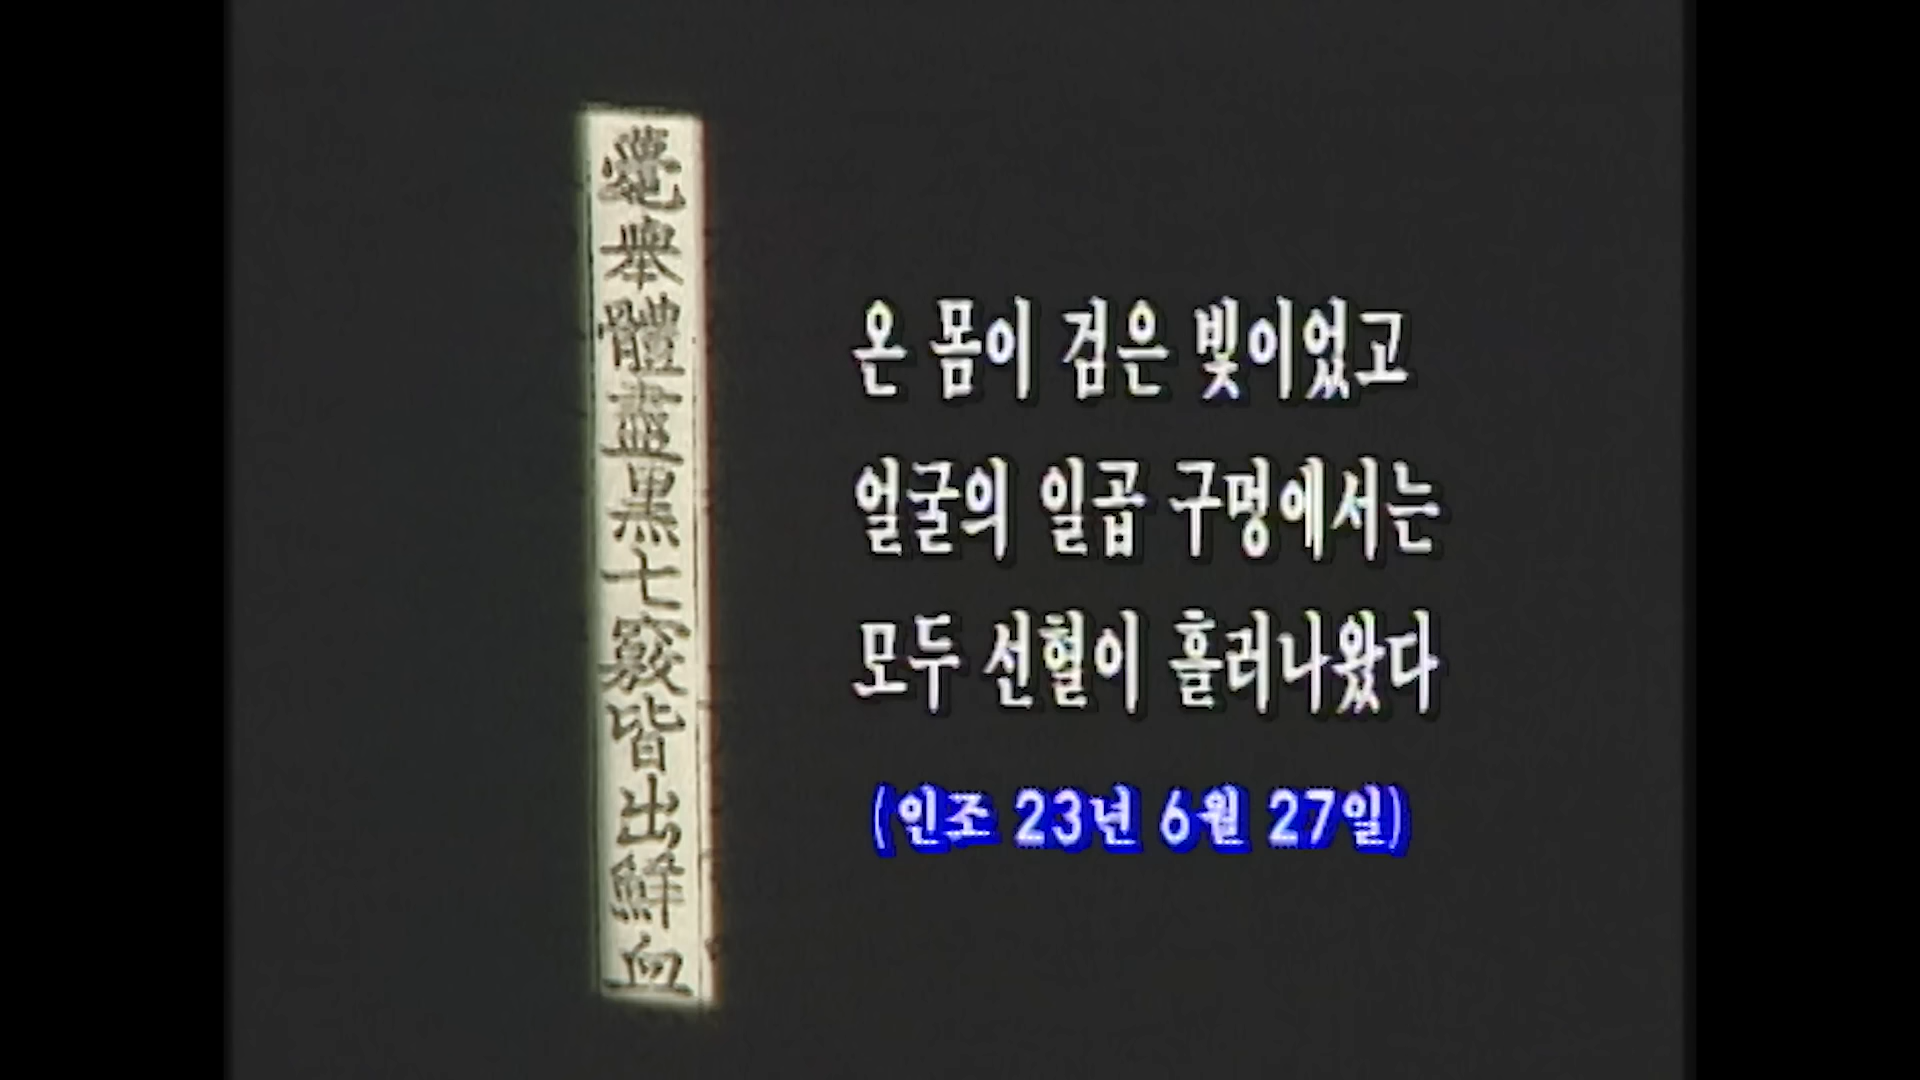 薨舉體盡黑七竅皆出鮮血
온 몸이 검은 빛이었고
얼굴의 일곱 구멍에서는
모두 선혈이 흘러나왔다
(인조 23년 6월 27일)